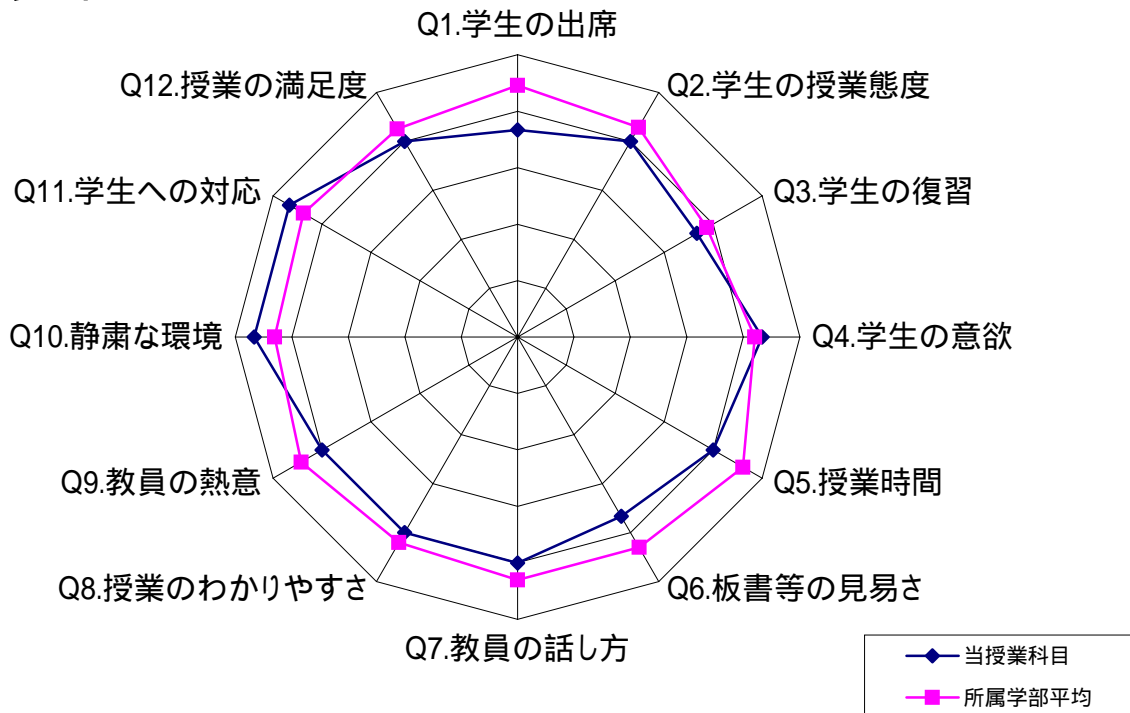 Q1.学生の出席
Q2.学生の授業態度
Q3.学生の復習
Q4.学生の意欲
Q5.授業時間
Q6.板書等の見易さ
Q7.教員の話し方
Q8.授業のわかりやすさ
Q9.教員の熱意
Q10.静粛な環境
Q11.学生への対応
Q12.授業の満足度
当授業科目
所属学部平均